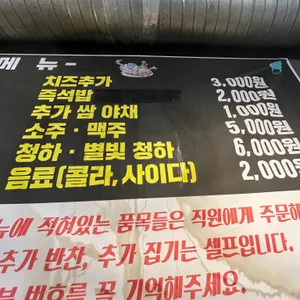 메 뉴 -
치즈추가 3,000원
즉석밥 2,000원
추가 쌈 야채 1,000원
소주 · 맥주 5,000원
청하 · 별빛 청하 6,000원
음료(콜라,사이다) 2,000
뉴에 적혀있는 품목들은 직원에게 주문해
추가 반찬, 추가 집기는 셀프입니다.
번호를 꼭 기억해주세요.